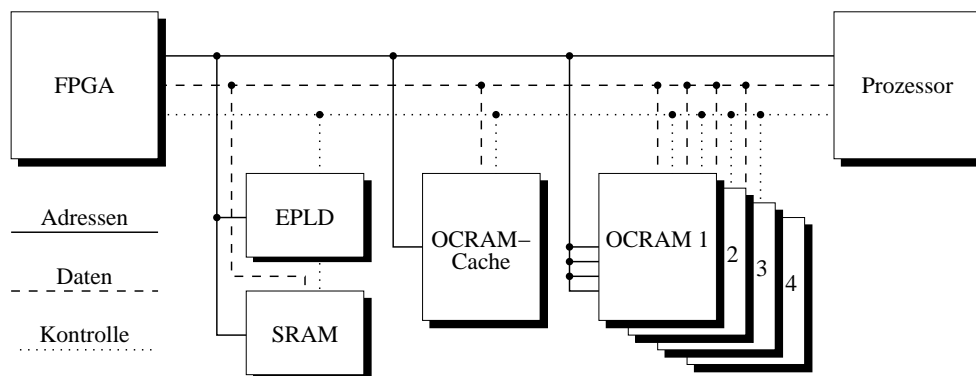 FPGA
Prozessor
Adressen
EPLD
OCRAM–
Cache
OCRAM 1
2
3
4
Daten
Kontrolle
SRAM